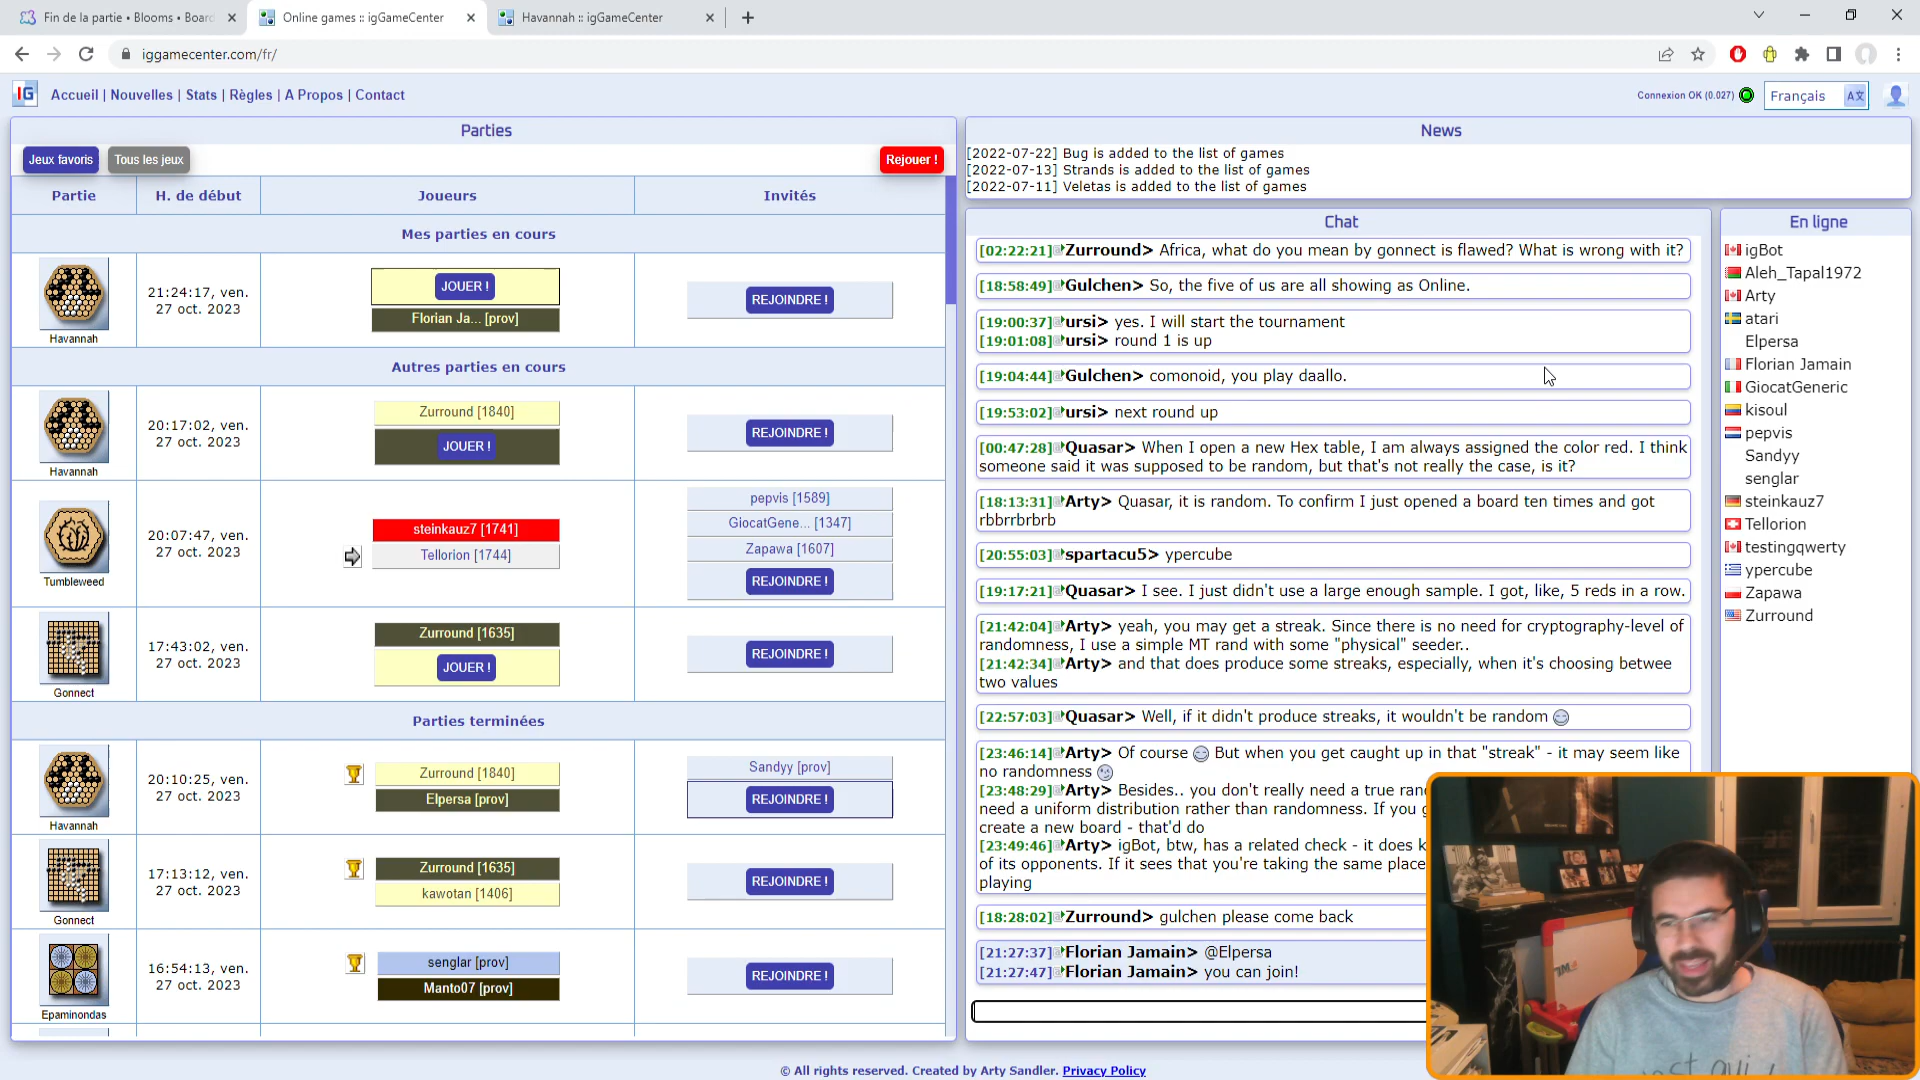 Fin de la partie • Blooms • Board
Online games :: igGameCenter
Havannah :: igGameCenter
iggamecenter.com/fr/
IG
Accueil | Nouvelles | Stats | Règles | A Propos | Contact
Connexion OK (0.027)
Français
Parties
Jeux favoris
Tous les jeux
Rejouer !
Partie
H. de début
Joueurs
Invités
Mes parties en cours
Havannah
21:24:17, ven.
27 oct. 2023
JOUER !
Florian Ja... [prov]
REJOINDRE !
Autres parties en cours
Havannah
20:17:02, ven.
27 oct. 2023
Zurround [1840]
JOUER !
REJOINDRE !
Tumbleweed
20:07:47, ven.
27 oct. 2023
steinkauz7 [1741]
Tellorion [1744]
pepvis [1589]
GiocatGene... [1347]
Zapawa [1607]
REJOINDRE !
Gonnect
17:43:02, ven.
27 oct. 2023
Zurround [1635]
JOUER !
REJOINDRE !
Parties terminées
Havannah
20:10:25, ven.
27 oct. 2023
Zurround [1840]
Elpersa [prov]
Sandyy [prov]
REJOINDRE !
Gonnect
17:13:12, ven.
27 oct. 2023
Zurround [1635]
kawotan [1406]
REJOINDRE !
Epaminondas
16:54:13, ven.
27 oct. 2023
senglar [prov]
Manto07 [prov]
REJOINDRE !
News
[2022-07-22] Bug is added to the list of games
[2022-07-13] Strands is added to the list of games
[2022-07-11] Veletas is added to the list of games
Chat
[02:22:21] Zurround> Africa, what do you mean by gonnect is flawed? What is wrong with it?
[18:58:49] Gulchen> So, the five of us are all showing as Online.
[19:00:37] ursi> yes. I will start the tournament
[19:01:08] ursi> round 1 is up
[19:04:44] Gulchen> comonoid, you play daallo.
[19:53:02] ursi> next round up
[00:47:28] Quasar> When I open a new Hex table, I am always assigned the color red. I think
someone said it was supposed to be random, but that's not really the case, is it?
[18:13:31] Arty> Quasar, it is random. To confirm I just opened a board ten times and got
rbbrrbrbrb
[20:55:03] spartacu5> ypercube
[19:17:21] Quasar> I see. I just didn't use a large enough sample. I got, like, 5 reds in a row.
[21:42:04] Arty> yeah, you may get a streak. Since there is no need for cryptography-level of
randomness, I use a simple MT rand with some "physical" seeder..
[21:42:34] Arty> and that does produce some streaks, especially, when it's choosing betwee
two values
[22:57:03] Quasar> Well, if it didn't produce streaks, it wouldn't be random
[23:46:14] Arty> Of course But when you get caught up in that "streak" - it may seem like
no randomness
[23:48:29] Arty> Besides.. you don't really need a true ran
need a uniform distribution rather than randomness. If you g
create a new board - that'd do
[23:49:46] Arty> igBot, btw, has a related check - it does k
of its opponents. If it sees that you're taking the same place
playing
[18:28:02] Zurround> gulchen please come back
[21:27:37] Florian Jamain> @Elpersa
[21:27:47] Florian Jamain> you can join!
En ligne
igBot
Aleh_Tapal1972
Arty
atari
Elpersa
Florian Jamain
GiocatGeneric
kisoul
pepvis
Sandyy
senglar
steinkauz7
Tellorion
testingqwerty
ypercube
Zapawa
Zurround
© All rights reserved. Created by Arty Sandler. Privacy Policy